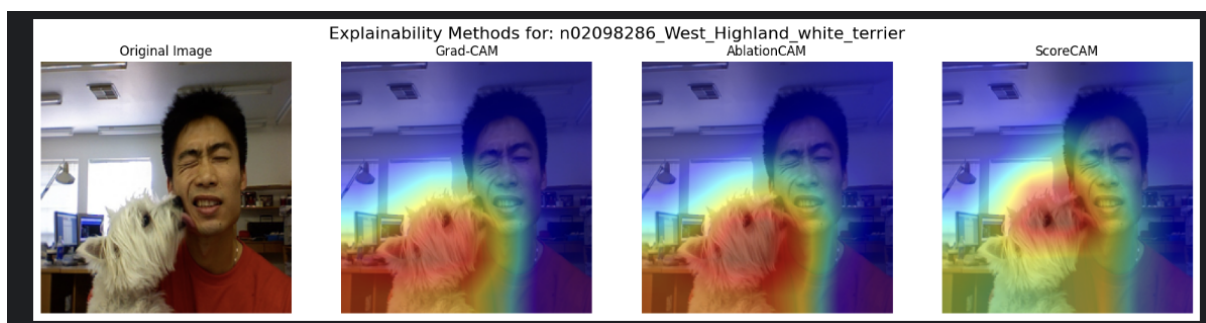 Explainability Methods for: n02098286_West_Highland_white_terrier
Original Image
Grad-CAM
AblationCAM
ScoreCAM